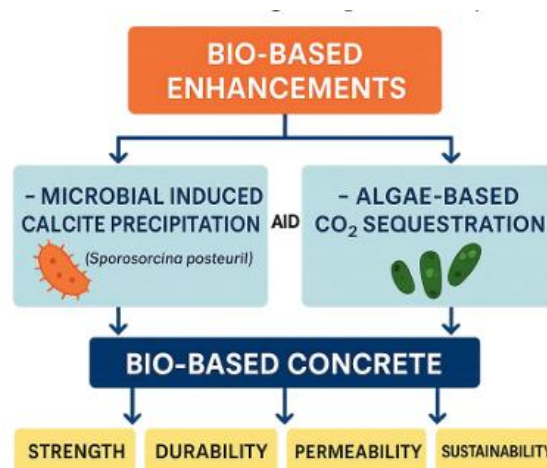 BIO-BASED
ENHANCEMENTS
- MICROBIAL INDUCED
CALCITE PRECIPITATION
(Sporosorcina posteuril)
AID
- ALGAE-BASED
CO₂ SEQUESTRATION
BIO-BASED CONCRETE
STRENGTH
DURABILITY
PERMEABILITY
SUSTAINABILITY